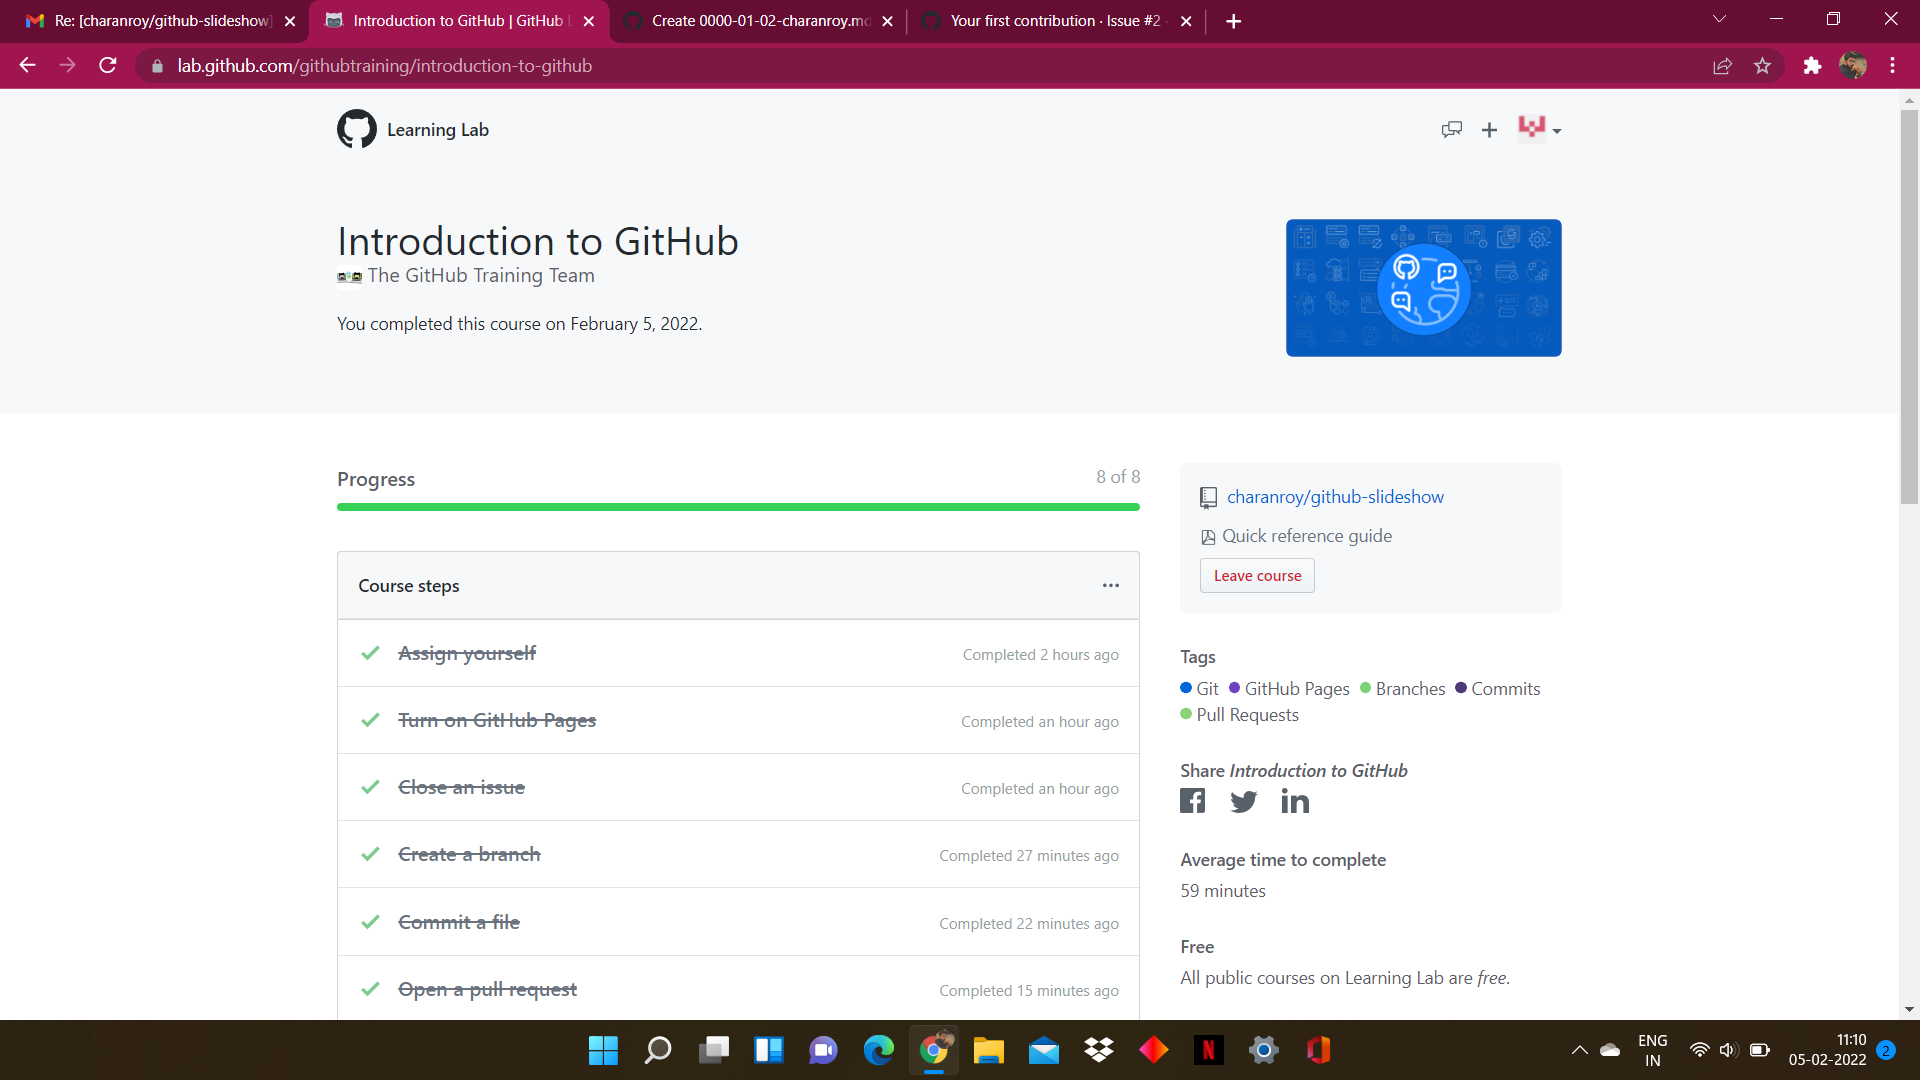 Re: [charanroy/github-slideshow]
Introduction to GitHub | GitHub L
Create 0000-01-02-charanroy.md
Your first contribution · Issue #2 ·
lab.github.com/githubtraining/introduction-to-github
Learning Lab
Introduction to GitHub
The GitHub Training Team
You completed this course on February 5, 2022.
Progress
8 of 8
Course steps
Assign yourself
Completed 2 hours ago
Turn on GitHub Pages
Completed an hour ago
Close an issue
Completed an hour ago
Create a branch
Completed 27 minutes ago
Commit a file
Completed 22 minutes ago
Open a pull request
Completed 15 minutes ago
charanroy/github-slideshow
Quick reference guide
Leave course
Tags
Git GitHub Pages Branches Commits
Pull Requests
Share Introduction to GitHub
Average time to complete
59 minutes
Free
All public courses on Learning Lab are free.
ENG
IN
11:10
05-02-2022
2